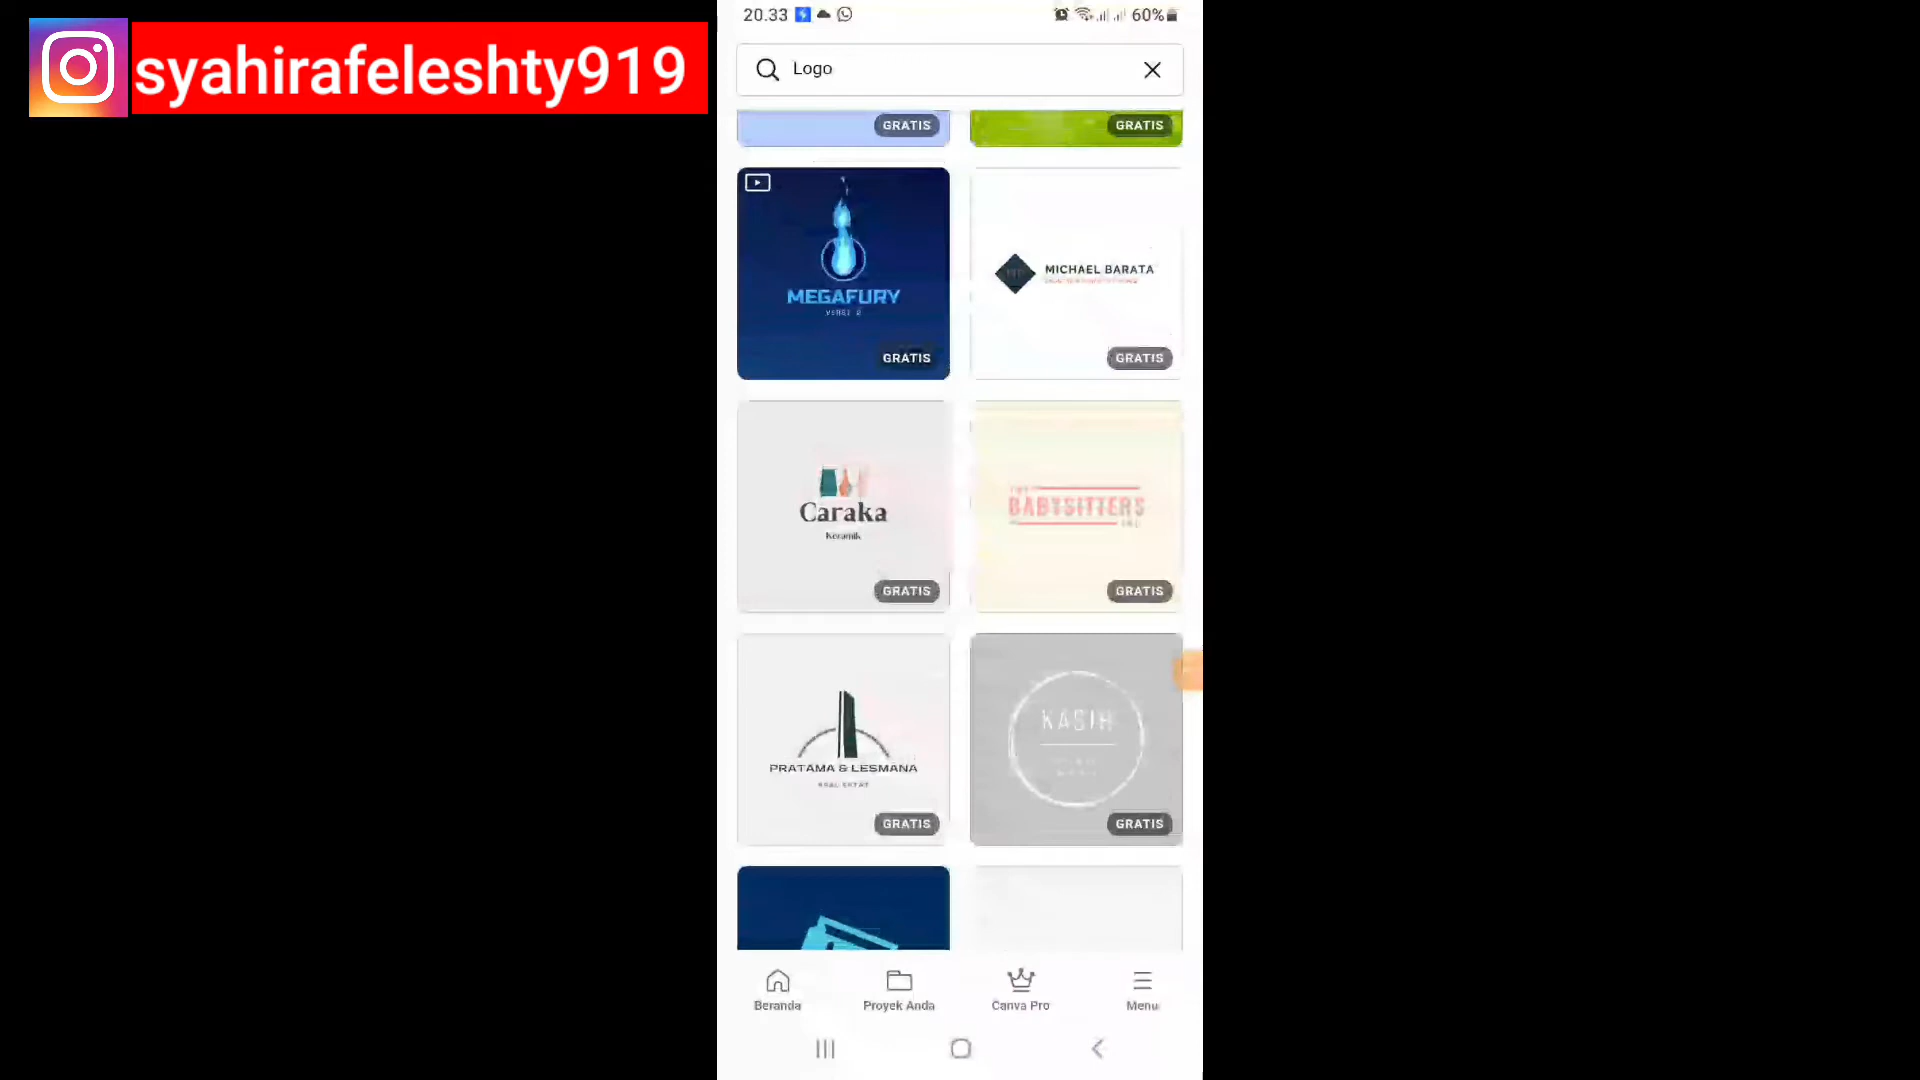 syahirafeleshty919
20.33
60%
Logo
GRATIS
GRATIS
MEGAFURY
GRATIS
MICHAEL BARATA
GRATIS
Caraka
Keramik
GRATIS
BABYSITTERS
GRATIS
PRATAMA & LESMANA
GRATIS
KASIH
GRATIS
Beranda
Proyek Anda
Canva Pro
Menu